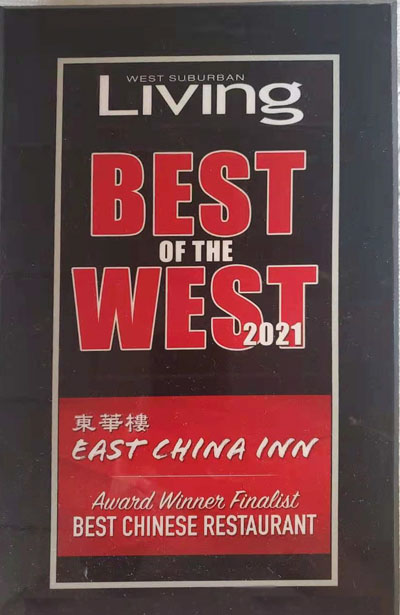 WEST SUBURBAN
Living
BEST
OF THE
WEST
2021
東華樓
EAST CHINA INN
Award Winner Finalist
BEST CHINESE RESTAURANT